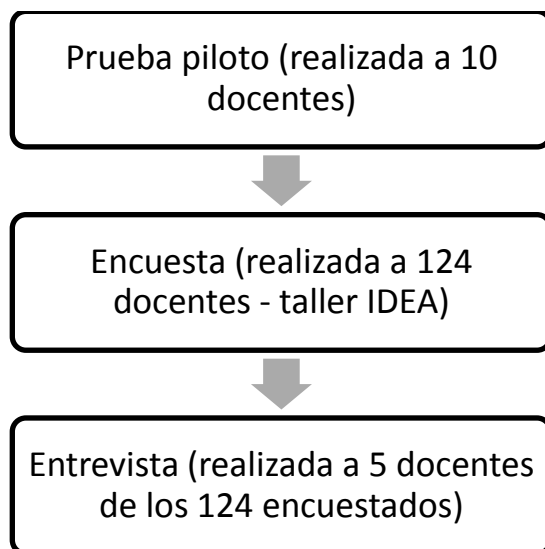 Prueba piloto (realizada a 10
docentes)
Encuesta (realizada a 124
docentes - taller IDEA)
Entrevista (realizada a 5 docentes
de los 124 encuestados)